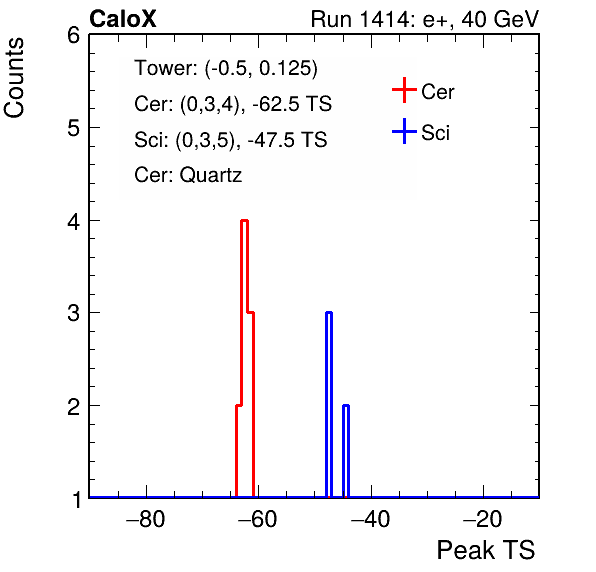 CaloX Run 1414: e+, 40 GeV
Counts
6
Tower: (-0.5, 0.125)
Cer: (0,3,4), -62.5 TS
Sci: (0,3,5), -47.5 TS
Cer: Quartz
Cer
Sci
5
4
3
2
1
−80 −60 −40 −20
Peak TS